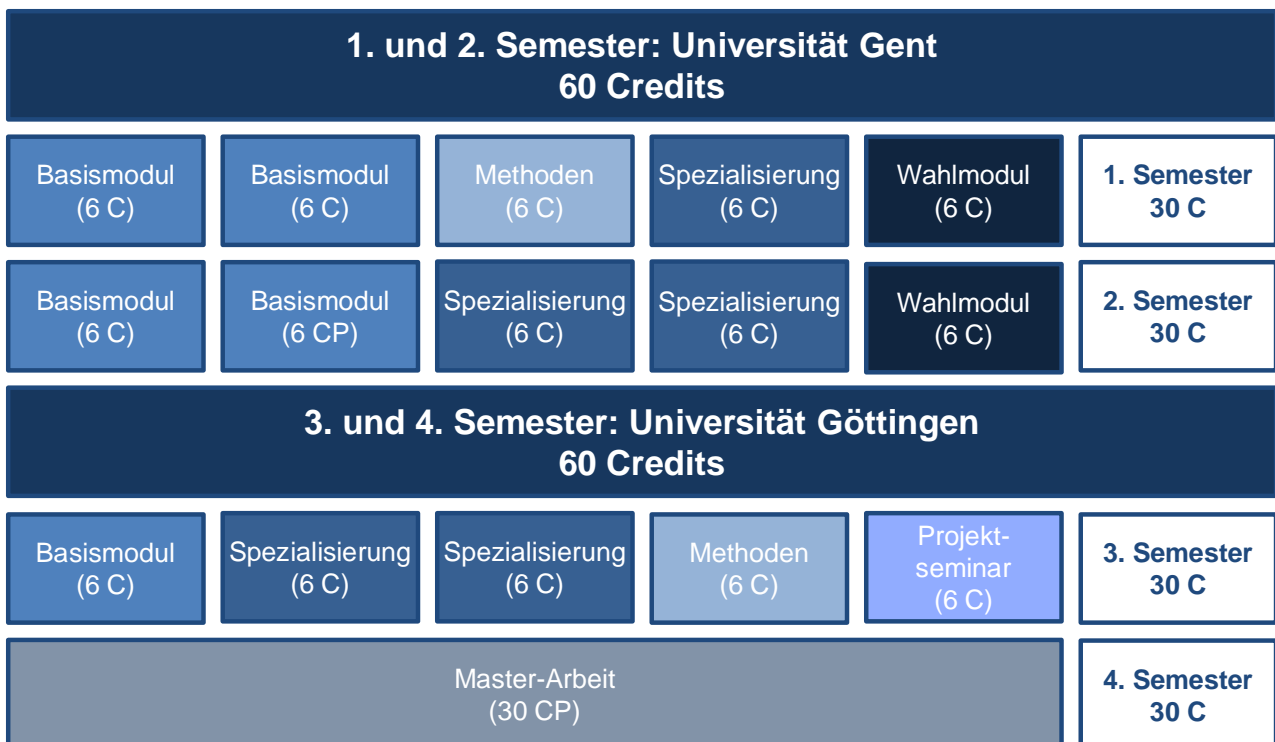 1. und 2. Semester: Universität Gent
60 Credits
Basismodul
(6 C)
Basismodul
(6 C)
Methoden
(6 C)
Spezialisierung
(6 C)
Wahlmodul
(6 C)
1. Semester
30 C
Basismodul
(6 C)
Basismodul
(6 CP)
Spezialisierung
(6 C)
Spezialisierung
(6 C)
Wahlmodul
(6 C)
2. Semester
30 C
3. und 4. Semester: Universität Göttingen
60 Credits
Basismodul
(6 C)
Spezialisierung
(6 C)
Spezialisierung
(6 C)
Methoden
(6 C)
Projekt-
seminar
(6 C)
3. Semester
30 C
Master-Arbeit
(30 CP)
4. Semester
30 C